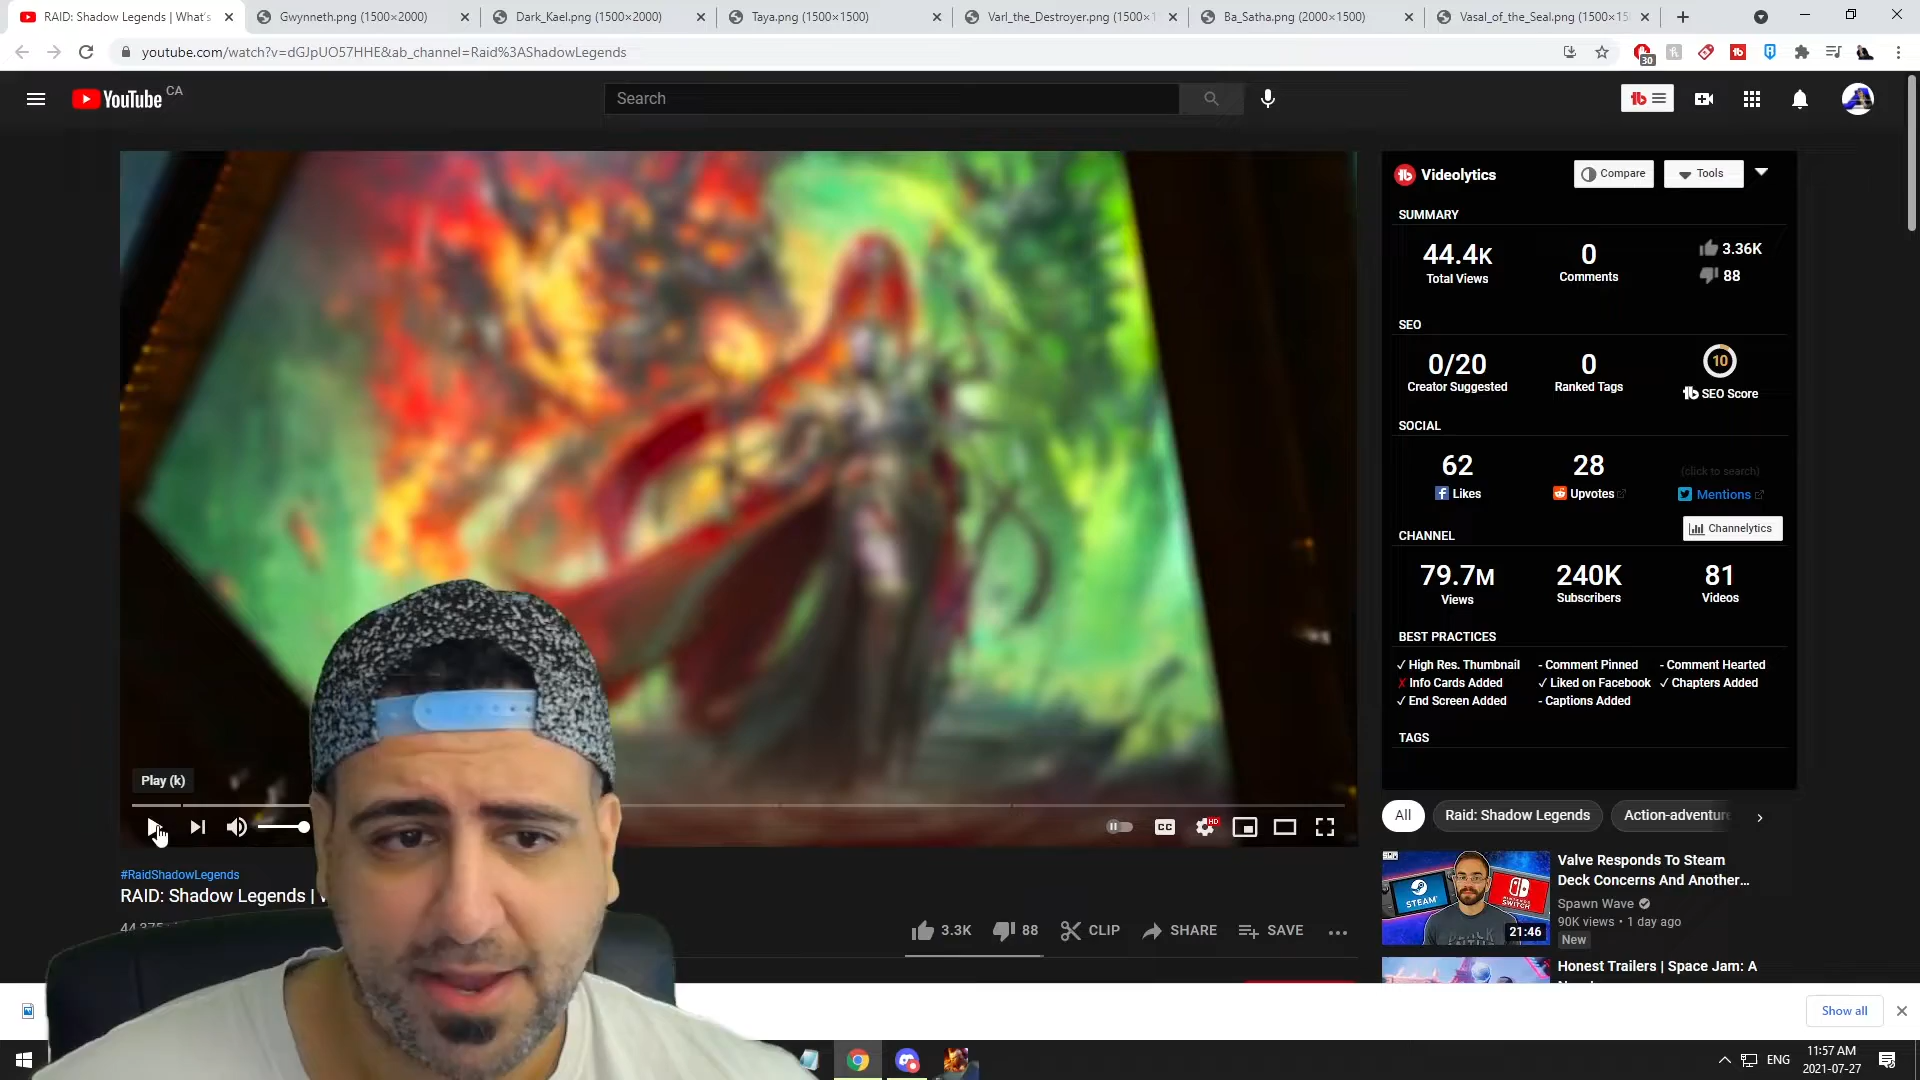 RAID: Shadow Legends | What's
Gwynneth.png (1500×2000)
Dark_Kael.png (1500×2000)
Taya.png (1500×1500)
Varl_the_Destroyer.png (1500×1
Ba_Satha.png (2000×1500)
Vasal_of_the_Seal.png (1500×15
youtube.com/watch?v=dGJpUO57HHE&ab_channel=Raid%3AShadowLegends
30
YouTube CA
Search
Videolytics
Compare
Tools
SUMMARY
44.4K
Total Views
0
Comments
3.36K
88
SEO
0/20
Creator Suggested
0
Ranked Tags
10
SEO Score
SOCIAL
62
Likes
28
Upvotes
(click to search)
Mentions
CHANNEL
Channelytics
79.7M
Views
240K
Subscribers
81
Videos
BEST PRACTICES
✓ High Res. Thumbnail - Comment Pinned - Comment Hearted
✗ Info Cards Added ✓ Liked on Facebook ✓ Chapters Added
✓ End Screen Added - Captions Added
TAGS
Play (k)
CC
HD
#RaidShadowLegends
RAID: Shadow Legends |
3.3K
88
CLIP
SHARE
SAVE
All
Raid: Shadow Legends
Action-adventure
STEAM
SWITCH
21:46
Valve Responds To Steam
Deck Concerns And Another...
Spawn Wave
90K views • 1 day ago
New
Honest Trailers | Space Jam: A
Show all
ENG
11:57 AM
2021-07-27